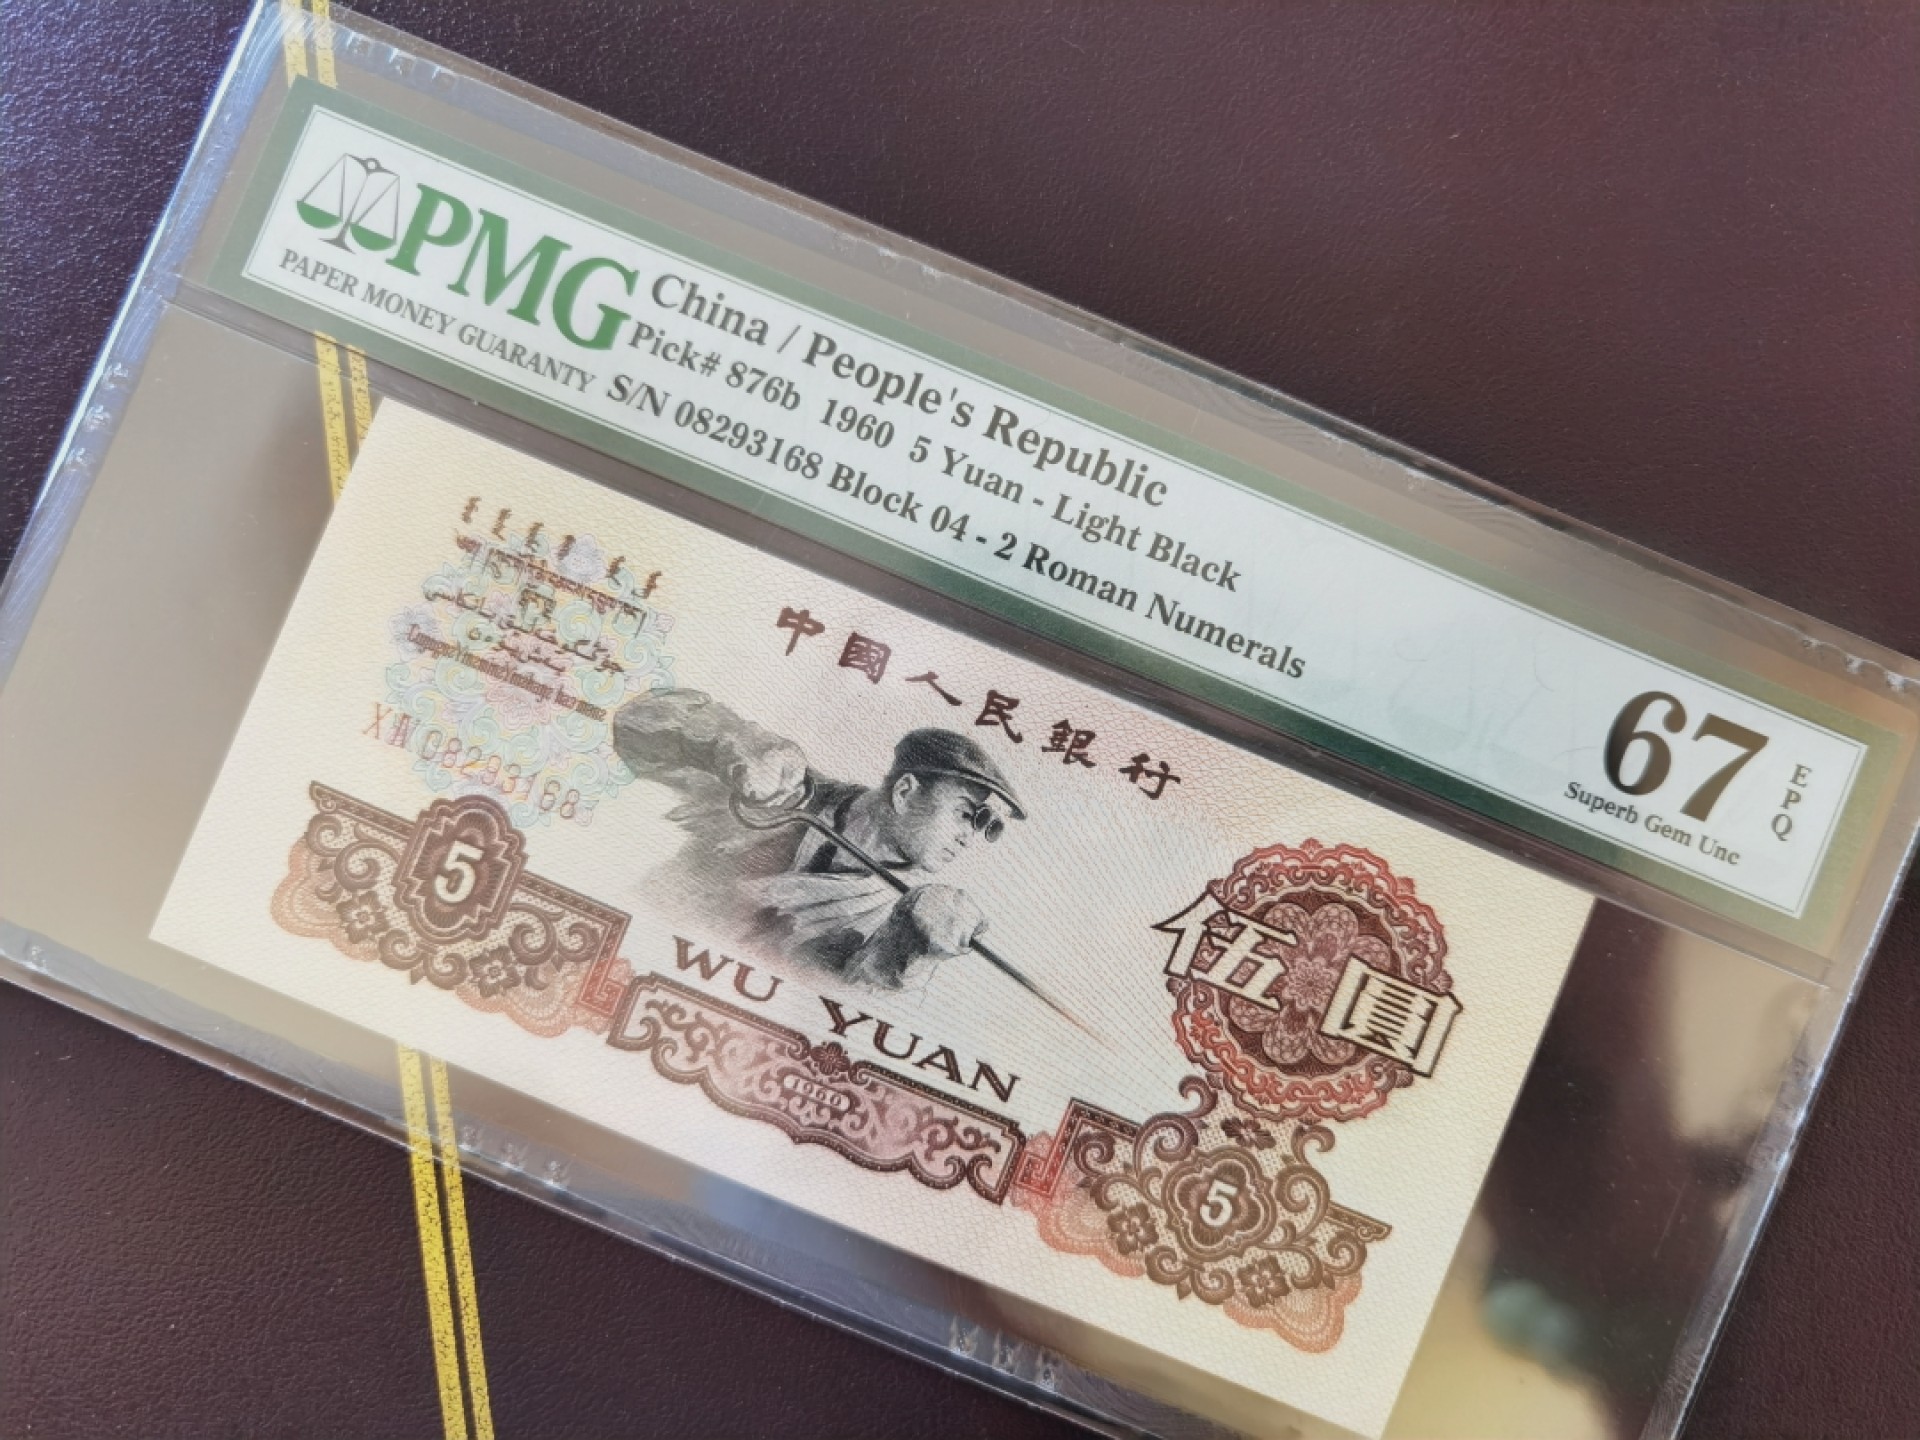 PMG
PAPER MONEY GUARANTY
China / People's Republic
Pick# 876b 1960 5 Yuan - Light Black
S/N 08293168 Block 04 - 2 Roman Numerals
67
EPQ
Superb Gem Unc
中國人民銀行
08293168
5
伍圓
WU YUAN
1960
5